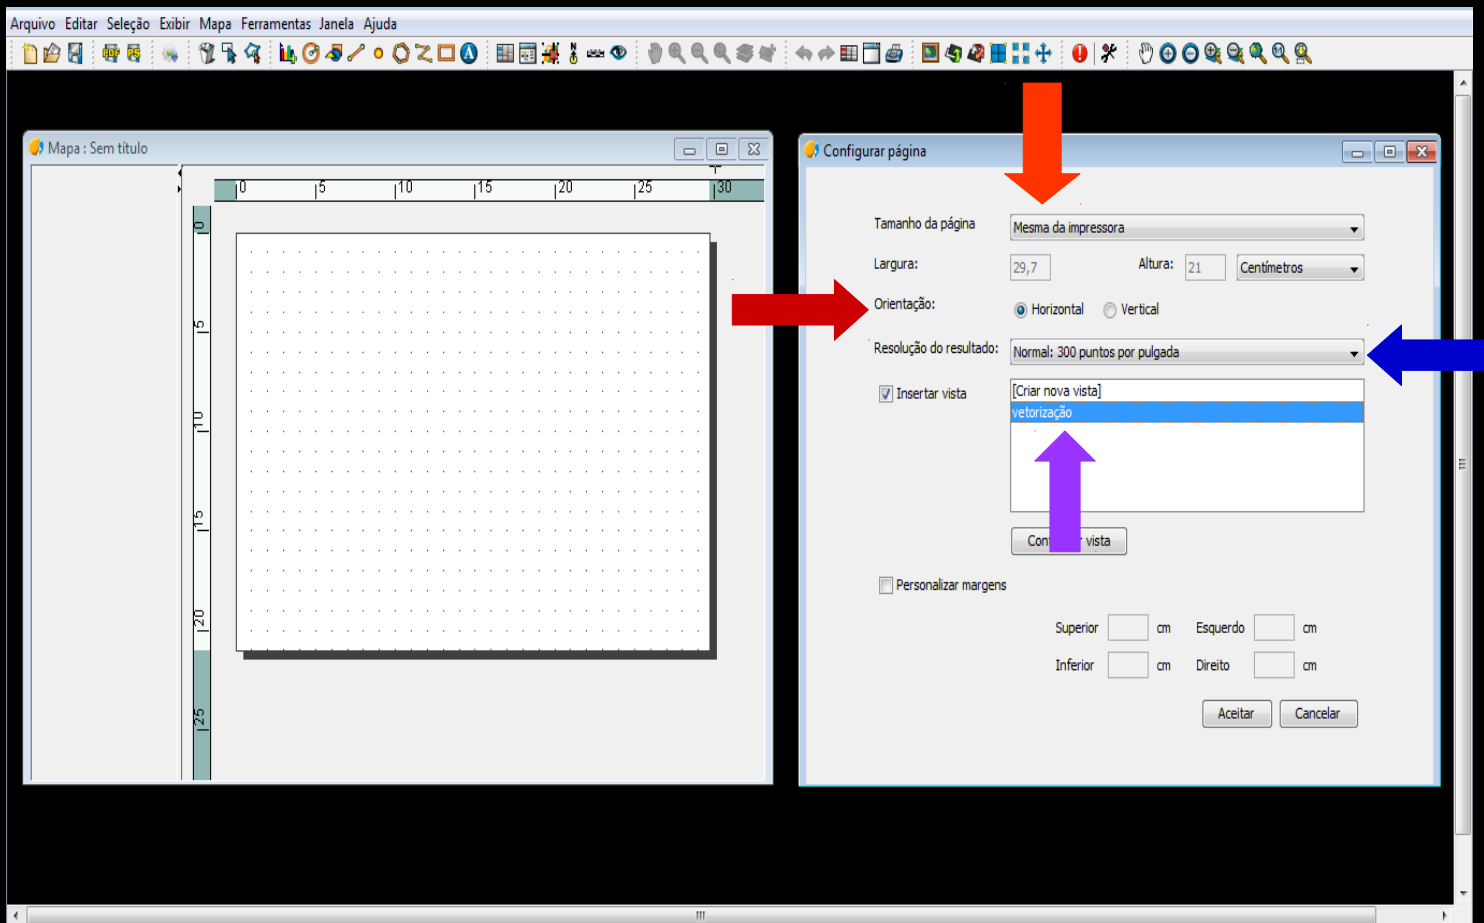 Arquivo Editar Seleção Exibir Mapa Ferramentas Janela Ajuda
PDF PS
Mapa : Sem título
0 5 10 15 20 25 30
0
5
10
15
20
25
Configurar página
Tamanho da página Mesma da impressora
Largura: 29,7 Altura: 21 Centímetros
Orientação: Horizontal Vertical
Resolução do resultado: Normal: 300 puntos por pulgada
Insertar vista [Criar nova vista]
vetorização
vista
Personalizar margens
Superior cm Esquerdo cm
Inferior cm Direito cm
Aceitar Cancelar